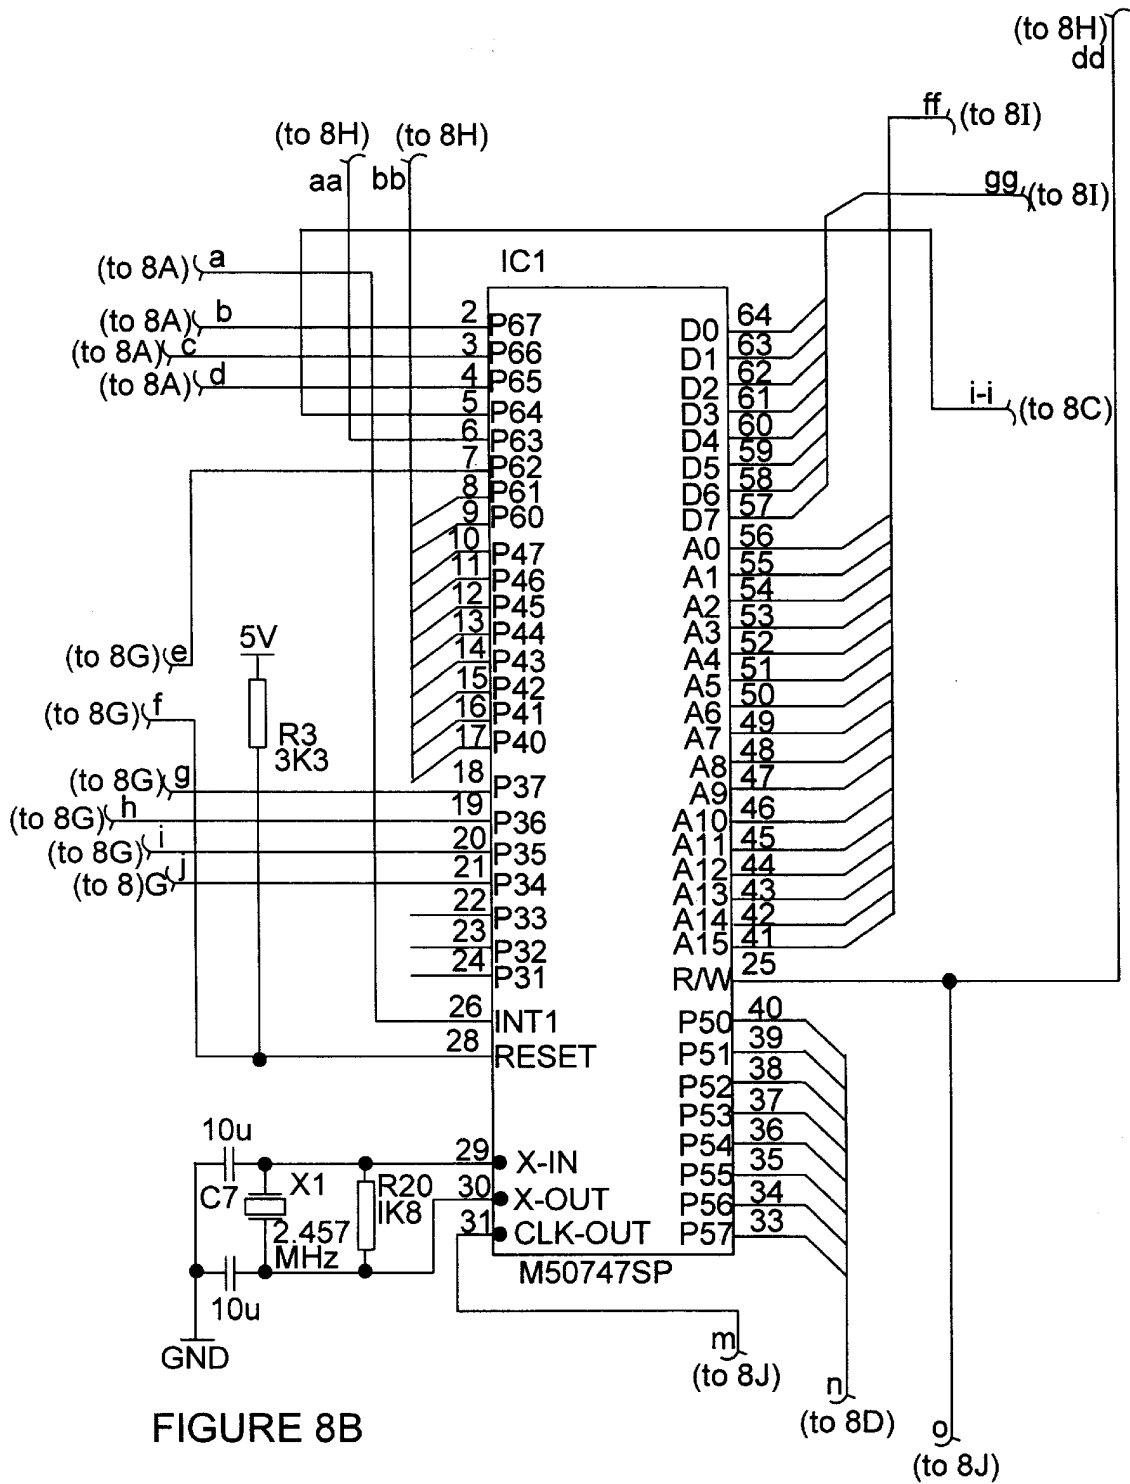 (to 8H)
dd
ff (to 8I)
(to 8H) (to 8H)
aa bb
gg (to 8I)
(to 8A) a
IC1
(to 8A) b
(to 8A) c
(to 8A) d
i-i (to 8C)
2 P67
3 P66
4 P65
5 P64
6 P63
7 P62
8 P61
9 P60
10 P47
11 P46
12 P45
13 P44
14 P43
15 P42
16 P41
17 P40
18 P37
19 P36
20 P35
21 P34
22 P33
23 P32
24 P31
26 INT1
28 RESET
29 X-IN
30 X-OUT
31 CLK-OUT
D0 64
D1 63
D2 62
D3 61
D4 60
D5 59
D6 58
D7 57
A0 56
A1 55
A2 54
A3 53
A4 52
A5 51
A6 50
A7 49
A8 48
A9 47
A10 46
A11 45
A12 44
A13 43
A14 42
A15 41
R/W 25
P50 40
P51 39
P52 38
P53 37
P54 36
P55 35
P56 34
P57 33
M50747SP
5V
(to 8G) e
(to 8G) f
R3
3K3
(to 8G) g
(to 8G) h
(to 8G) i
(to 8)G j
10u
C7
X1
2.457
MHz
R20
IK8
10u
GND
m
(to 8J)
n
(to 8D)
o
(to 8J)
FIGURE 8B